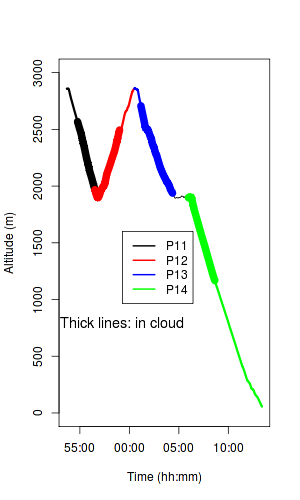 3000
2500
2000
1500
1000
500
0
Altitude (m)
P11
P12
P13
P14
Thick lines: in cloud
55:00 00:00 05:00 10:00
Time (hh:mm)